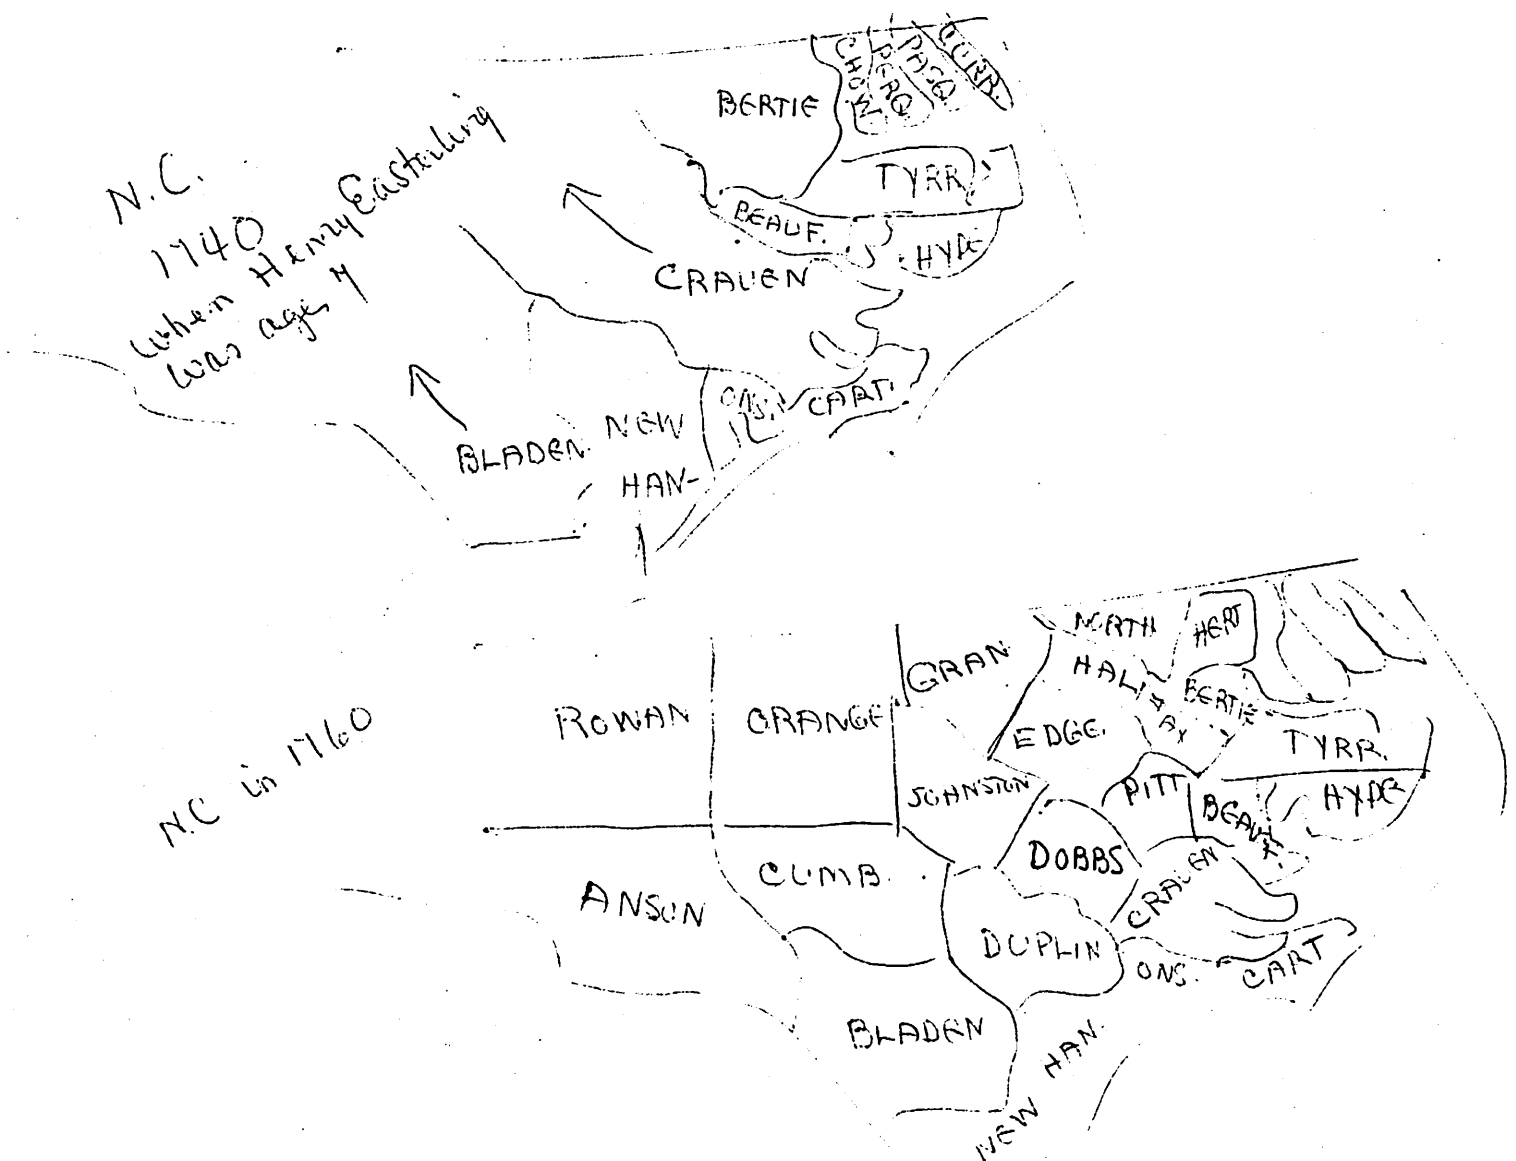 N.C.
1740
when Henry Easterling
was age 7
BERTIE
CHOW
PERQ
PASQ
CURR.
TYRR
BEAUF.
HYDE
CRAVEN
ONS.
CART.
NEW
HAN-
BLADEN
N.C in 1760
ROWAN
ORANGE
GRAN
NORTH
HERT
HALIFAX
BERTIE
EDGE.
TYRR.
JOHNSTON
PITT
BEAUF.
HYDE
DOBBS
CRAVEN
CUMB.
ANSON
DUPLIN
ONS.
CART
BLADEN
NEW HAN.